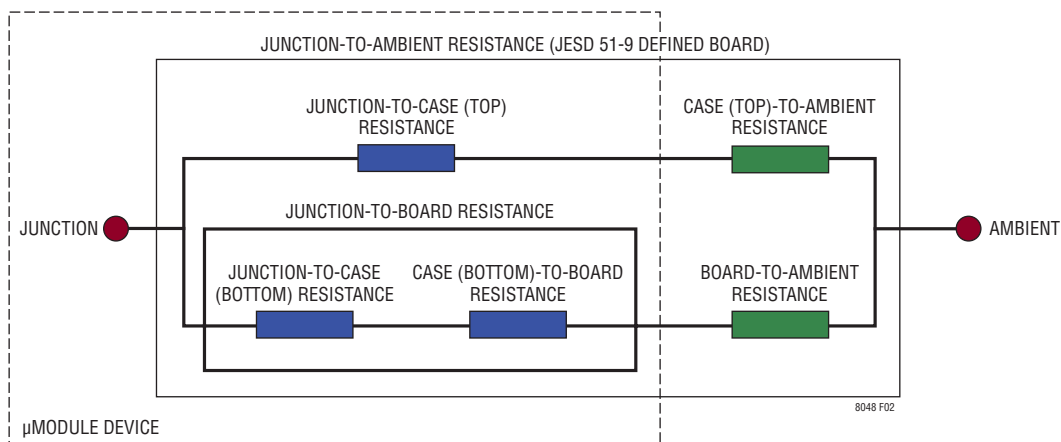 JUNCTION-TO-AMBIENT RESISTANCE (JESD 51-9 DEFINED BOARD)
JUNCTION-TO-CASE (TOP)
RESISTANCE
CASE (TOP)-TO-AMBIENT
RESISTANCE
JUNCTION
JUNCTION-TO-BOARD RESISTANCE
AMBIENT
JUNCTION-TO-CASE
(BOTTOM) RESISTANCE
CASE (BOTTOM)-TO-BOARD
RESISTANCE
BOARD-TO-AMBIENT
RESISTANCE
8048 F02
µMODULE DEVICE